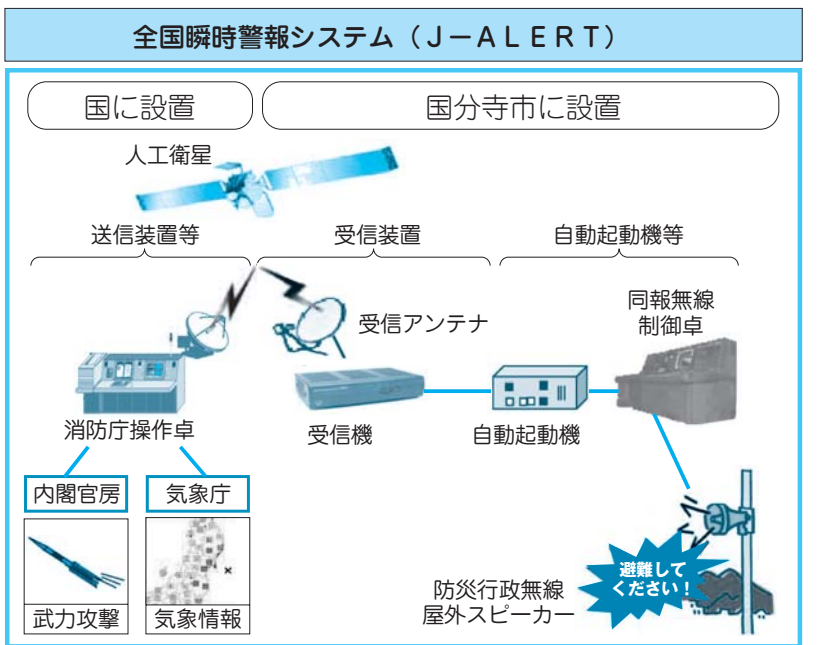 全国瞬時警報システム（Ｊ－ＡＬＥＲＴ）
国に設置
国分寺市に設置
人工衛星
送信装置等
受信装置
自動起動機等
受信アンテナ
同報無線
制御卓
消防庁操作卓
受信機
自動起動機
内閣官房
気象庁
武力攻撃
気象情報
避難して
ください！
防災行政無線
屋外スピーカー